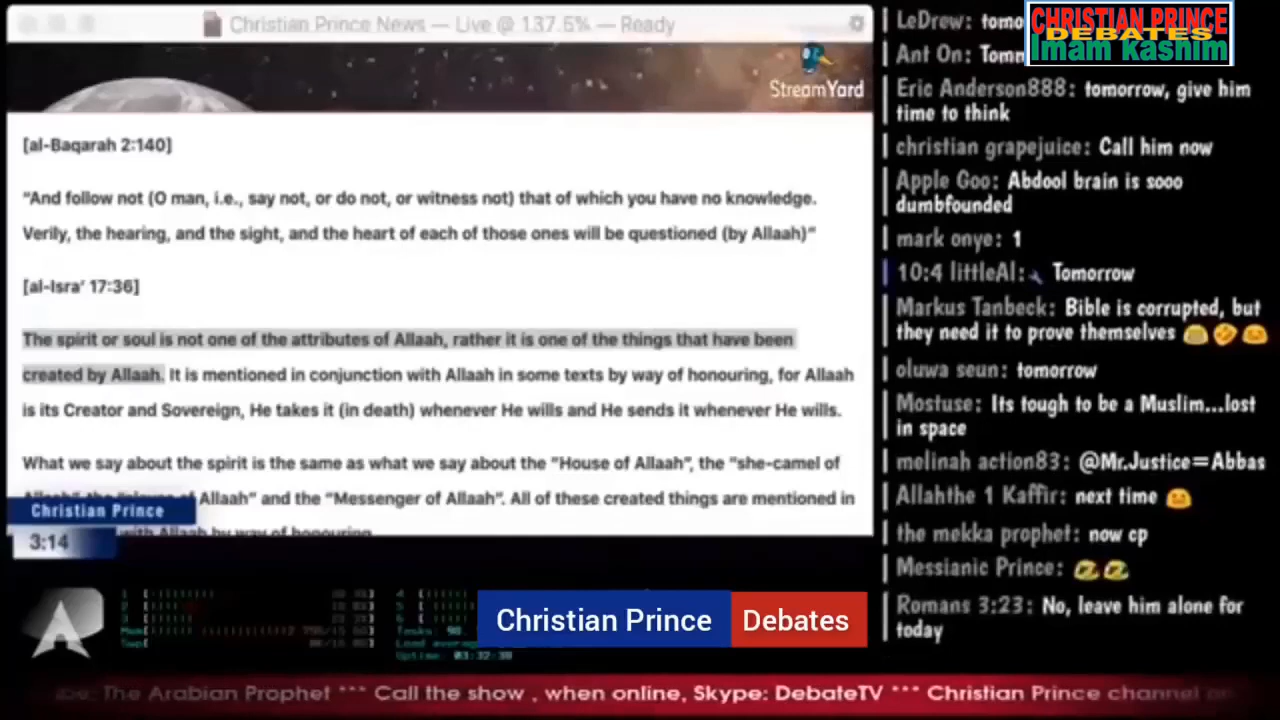 Christian Prince News — Live @ 137.5% — Ready
StreamYard
[al-Baqarah 2:140]
“And follow not (O man, i.e., say not, or do not, or witness not) that of which you have no knowledge.
Verily, the hearing, and the sight, and the heart of each of those ones will be questioned (by Allaah)”
[al-Isra’ 17:36]
The spirit or soul is not one of the attributes of Allaah, rather it is one of the things that have been
created by Allaah. It is mentioned in conjunction with Allaah in some texts by way of honouring, for Allaah
is its Creator and Sovereign, He takes it (in death) whenever He wills and He sends it whenever He wills.
What we say about the spirit is the same as what we say about the “House of Allaah”, the “she-camel of
Allaah” and the “Messenger of Allaah”. All of these created things are mentioned in
with Allaah by way of honouring
Christian Prince
3:14
Tasks: 98
Uptime: 03:32:38
Christian Prince Debates
The Arabian Prophet *** Call the show , when online, Skype: DebateTV *** Christian Prince channel
CHRISTIAN PRINCE
DEBATES
Imam kashim
LeDrew: tomo
Ant On:
Eric Anderson888: tomorrow, give him
time to think
christian grapejuice: Call him now
Apple Goo: Abdool brain is sooo
dumbfounded
mark onye: 1
10:4 littleAl: Tomorrow
Markus Tanbeck: Bible is corrupted, but
they need it to prove themselves
oluwa seun: tomorrow
Mostuse: Its tough to be a Muslim...lost
in space
melinah action83: @Mr.Justice=Abbas
Allahthe 1 Kaffir: next time
the mekka prophet: now cp
Messianic Prince:
Romans 3:23: No, leave him alone for
today